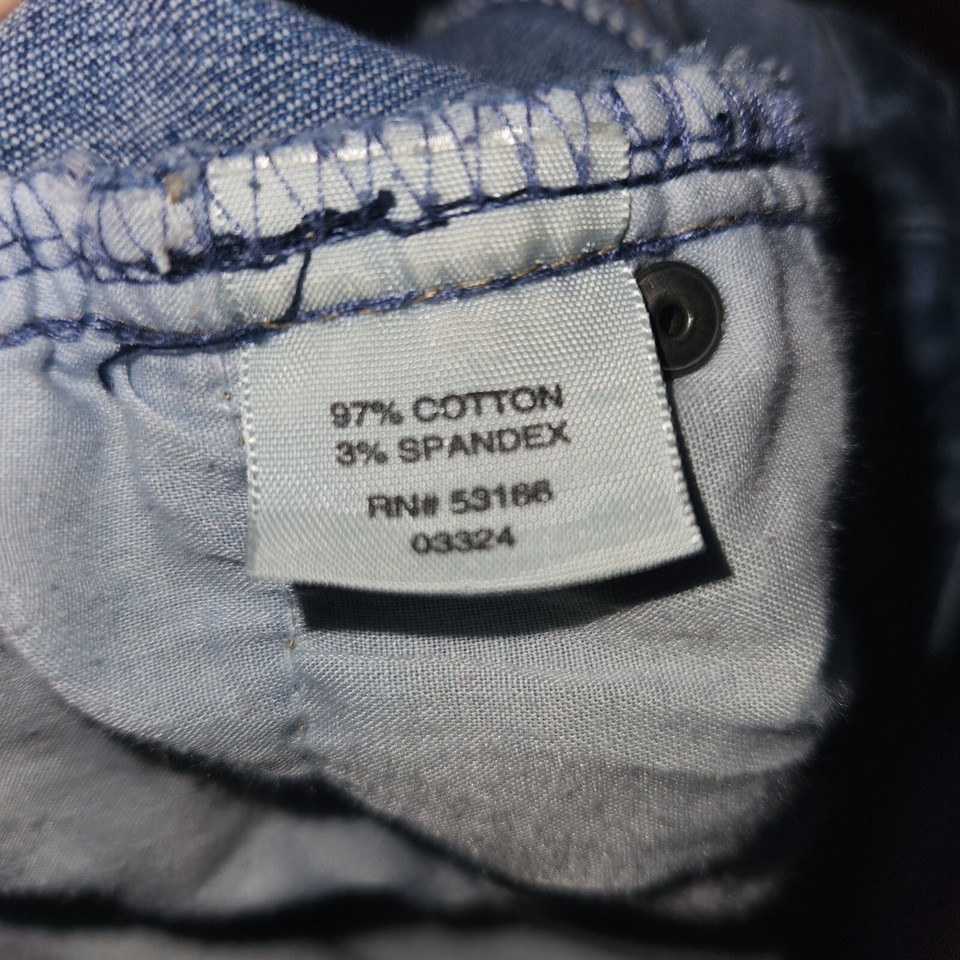 97% COTTON
3% SPANDEX
RN# 53166
03324